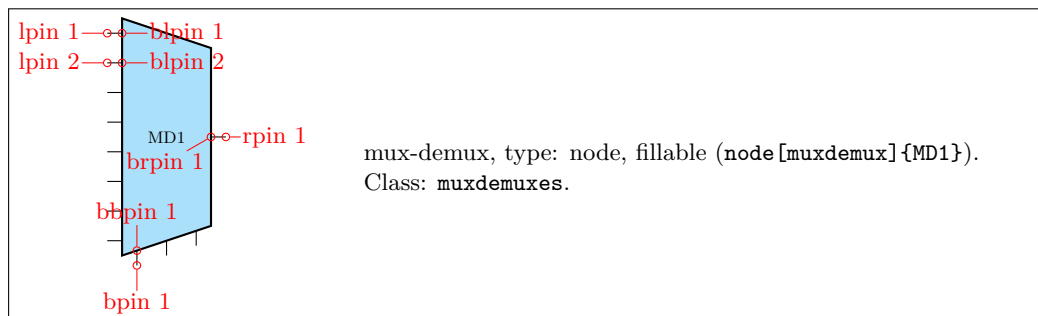 lpin 1
blpin 1
lpin 2
blpin 2
MD1
rpin 1
brpin 1
bbpin 1
bpin 1
mux-demux, type: node, fillable (node[muxdemux]{MD1}).
Class: muxdemuxes.